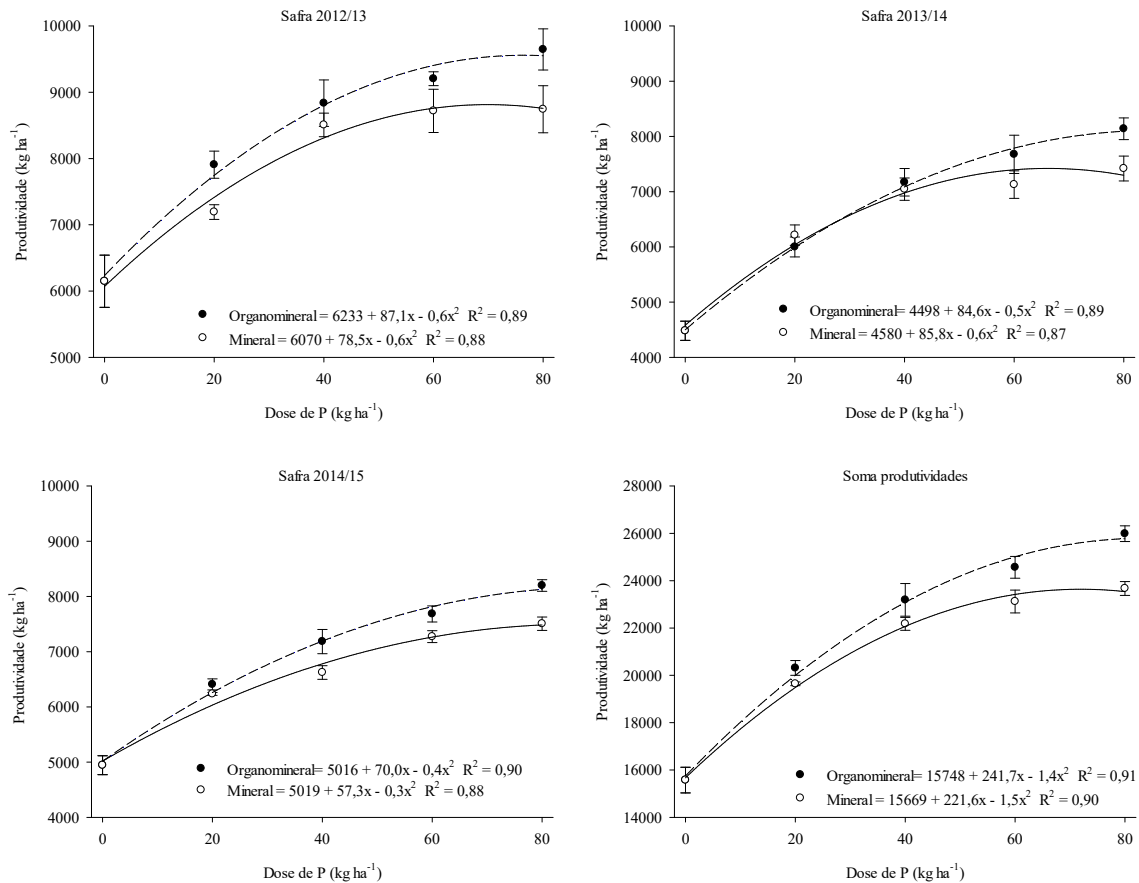 Safra 2012/13
10000
9000
8000
7000
6000
5000
Produtividade (kg ha⁻¹)
Organomineral = 6233 + 87,1x - 0,6x² R² = 0,89
Mineral = 6070 + 78,5x - 0,6x² R² = 0,88
0 20 40 60 80
Dose de P (kg ha⁻¹)
Safra 2013/14
10000
9000
8000
7000
6000
5000
4000
Produtividade (kg ha⁻¹)
Organomineral = 4498 + 84,6x - 0,5x² R² = 0,89
Mineral = 4580 + 85,8x - 0,6x² R² = 0,87
0 20 40 60 80
Dose de P (kg ha⁻¹)
Safra 2014/15
10000
9000
8000
7000
6000
5000
4000
Produtividade (kg ha⁻¹)
Organomineral= 5016 + 70,0x - 0,4x² R² = 0,90
Mineral = 5019 + 57,3x - 0,3x² R² = 0,88
0 20 40 60 80
Dose de P (kg ha⁻¹)
Soma produtividades
28000
26000
24000
22000
20000
18000
16000
14000
Produtividade (kg ha⁻¹)
Organomineral= 15748 + 241,7x - 1,4x² R² = 0,91
Mineral = 15669 + 221,6x - 1,5x² R² = 0,90
0 20 40 60 80
Dose de P (kg ha⁻¹)